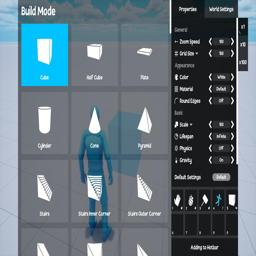 Build Mode
Properties
World Settings
x1
x10
x100
Zoom Speed
Grid Size
Appearance
Color
White
Material
Default
Round Edges
Off
Basic
Scale
Lifespan
Infinite
Physics
Off
Gravity
On
Default Settings
Default
Cube
Half Cube
Plate
Cylinder
Cone
Pyramid
Stairs
Stairs Inner Corner
Stairs Outer Corner
Adding to Hotbar